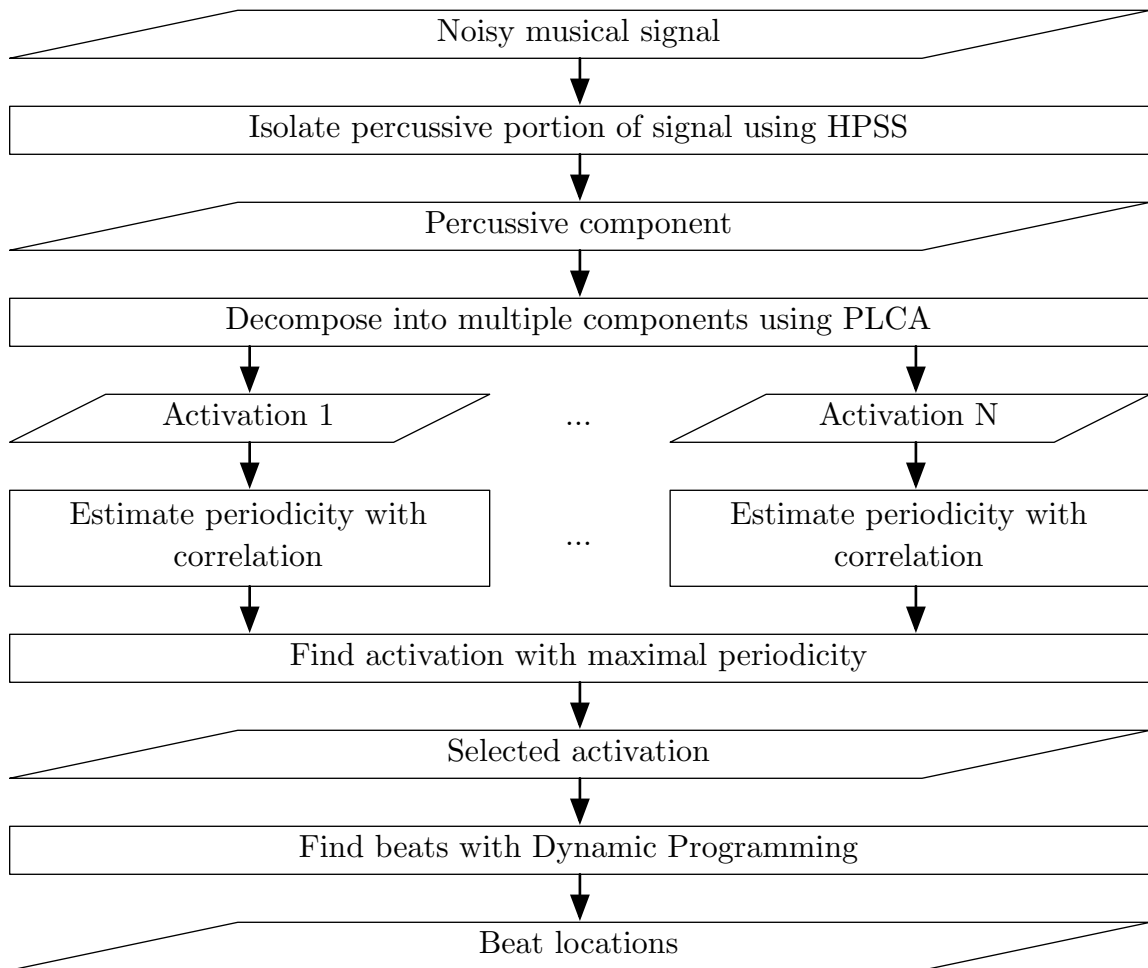 Noisy musical signal
Isolate percussive portion of signal using HPSS
Percussive component
Decompose into multiple components using PLCA
Activation 1 ... Activation N
Estimate periodicity with Estimate periodicity with
correlation ... correlation
Find activation with maximal periodicity
Selected activation
Find beats with Dynamic Programming
Beat locations